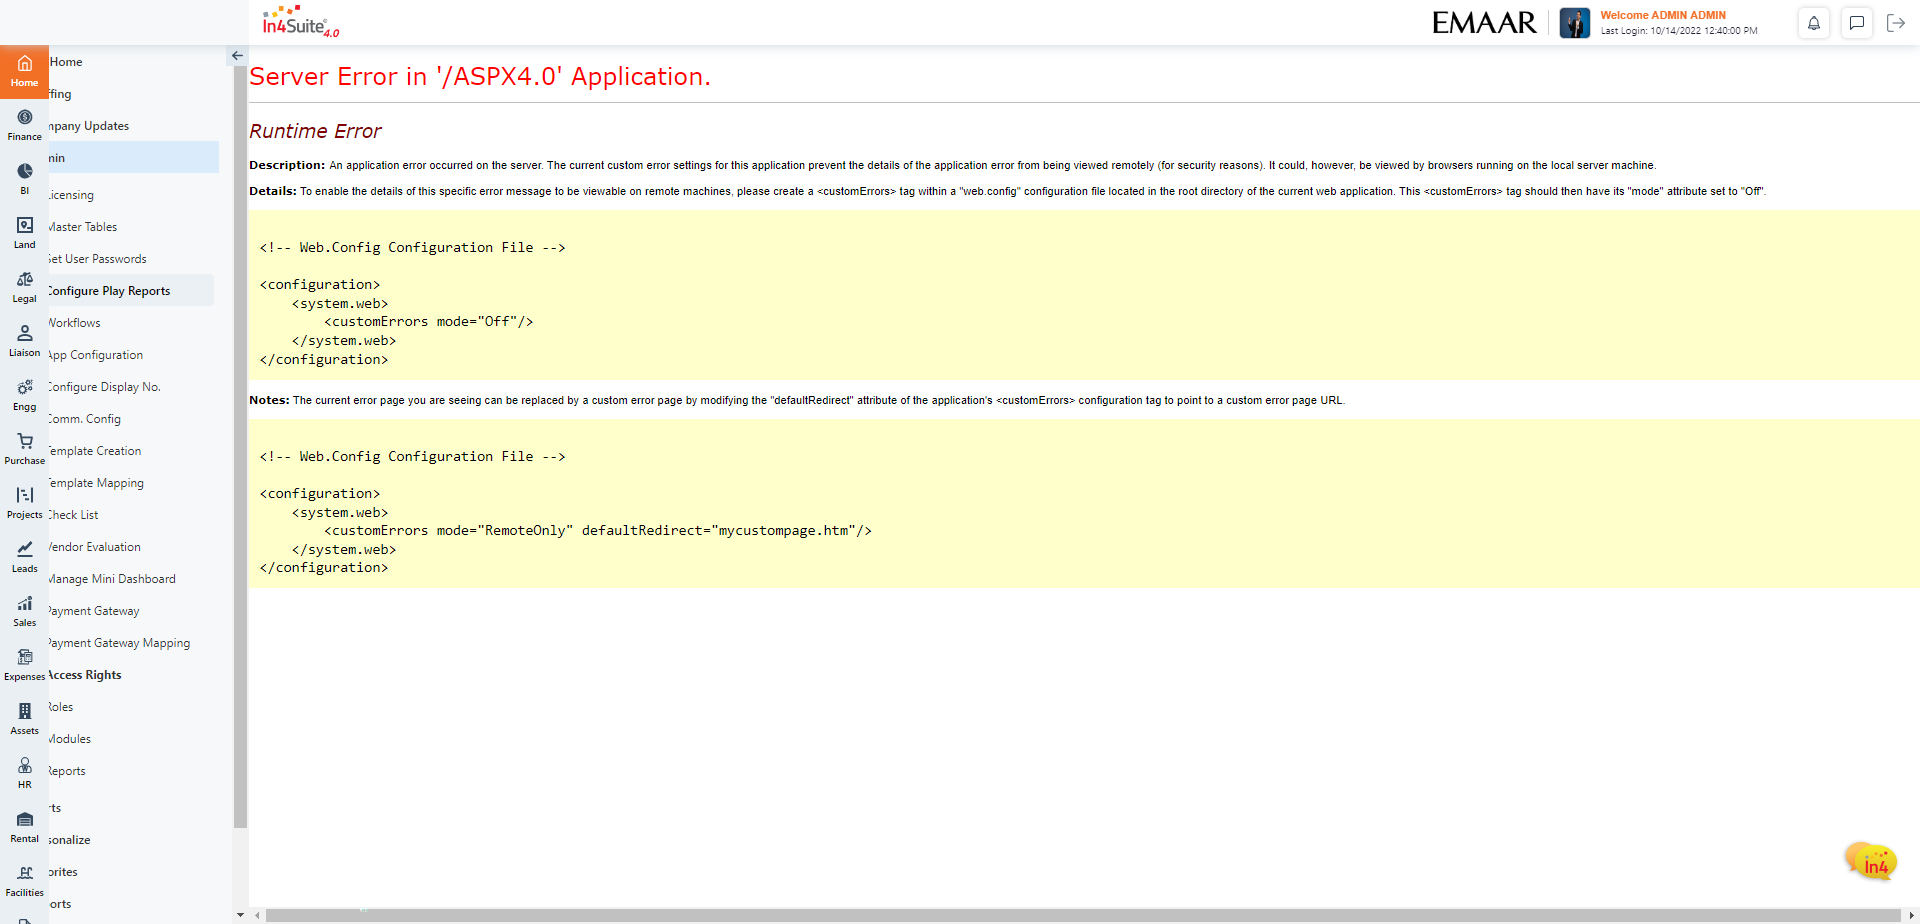 In4Suite 4.0
EMAAR
Welcome ADMIN ADMIN
Last Login: 10/14/2022 12:40:00 PM
Home
Finance
BI
Land
Legal
Liaison
Engg
Purchase
Projects
Leads
Sales
Expenses
Assets
HR
Rental
Facilities
Home
ffing
mpany Updates
min
Licensing
Master Tables
Set User Passwords
Configure Play Reports
Workflows
App Configuration
Configure Display No.
Comm. Config
Template Creation
Template Mapping
Check List
Vendor Evaluation
Manage Mini Dashboard
Payment Gateway
Payment Gateway Mapping
Access Rights
Roles
Modules
Reports
rts
sonalize
orites
orts
Server Error in '/ASPX4.0' Application.
Runtime Error
Description: An application error occurred on the server. The current custom error settings for this application prevent the details of the application error from being viewed remotely (for security reasons). It could, however, be viewed by browsers running on the local server machine.
Details: To enable the details of this specific error message to be viewable on remote machines, please create a <customErrors> tag within a "web.config" configuration file located in the root directory of the current web application. This <customErrors> tag should then have its "mode" attribute set to "Off".
<!-- Web.Config Configuration File -->
<configuration>
<system.web>
<customErrors mode="Off"/>
</system.web>
</configuration>
Notes: The current error page you are seeing can be replaced by a custom error page by modifying the "defaultRedirect" attribute of the application's <customErrors> configuration tag to point to a custom error page URL.
<!-- Web.Config Configuration File -->
<configuration>
<system.web>
<customErrors mode="RemoteOnly" defaultRedirect="mycustompage.htm"/>
</system.web>
</configuration>
in4